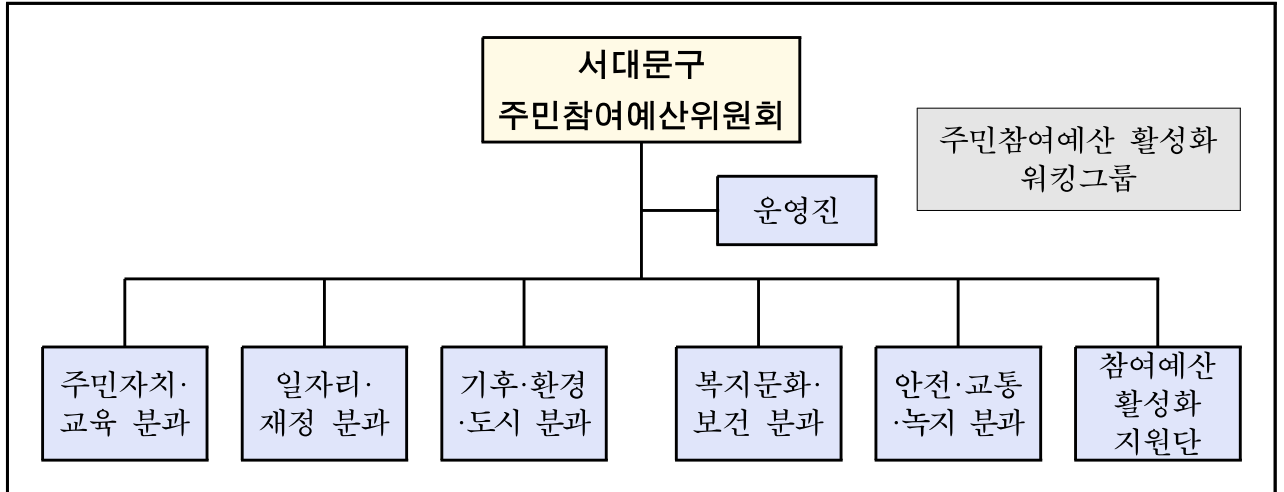 서대문구
주민참여예산위원회
주민참여예산 활성화
워킹그룹
운영진
주민자치·
교육 분과
일자리·
재정 분과
기후·환경
·도시 분과
복지문화·
보건 분과
안전·교통
·녹지 분과
참여예산
활성화
지원단